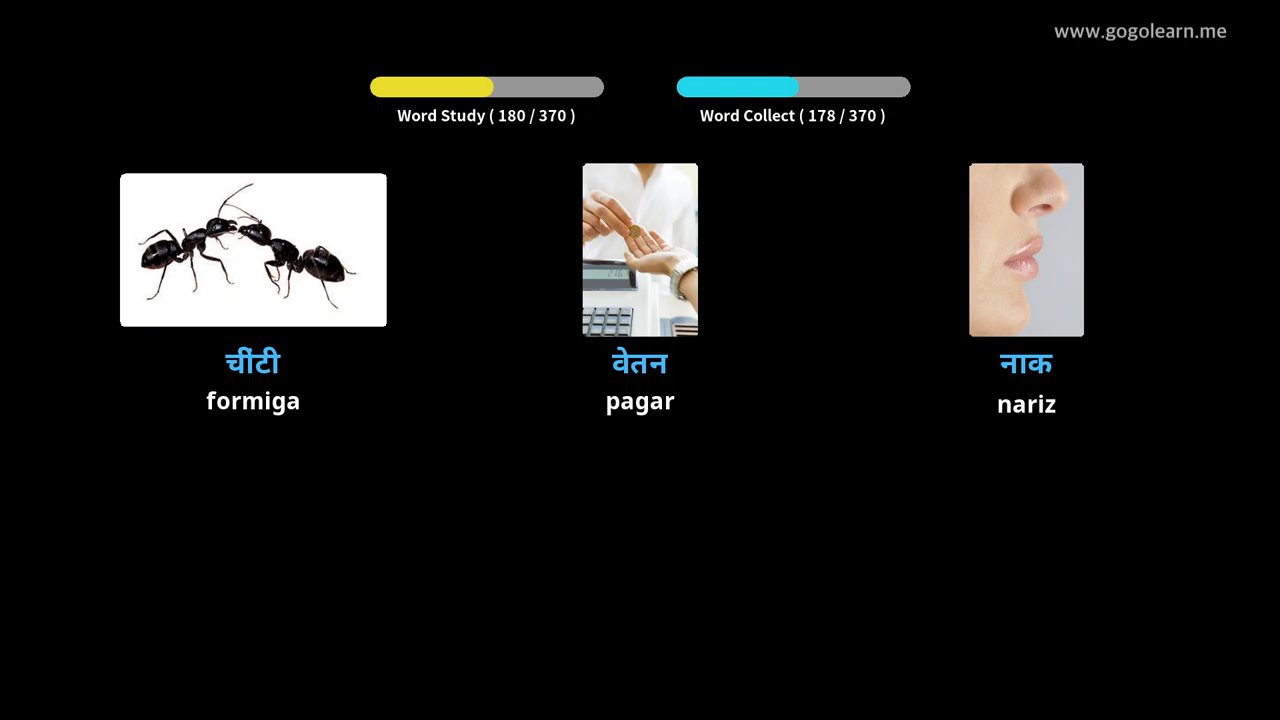 www.gogolearn.me
Word Study ( 180 / 370 )
Word Collect ( 178 / 370 )
चींटी
formiga
वेतन
pagar
नाक
nariz